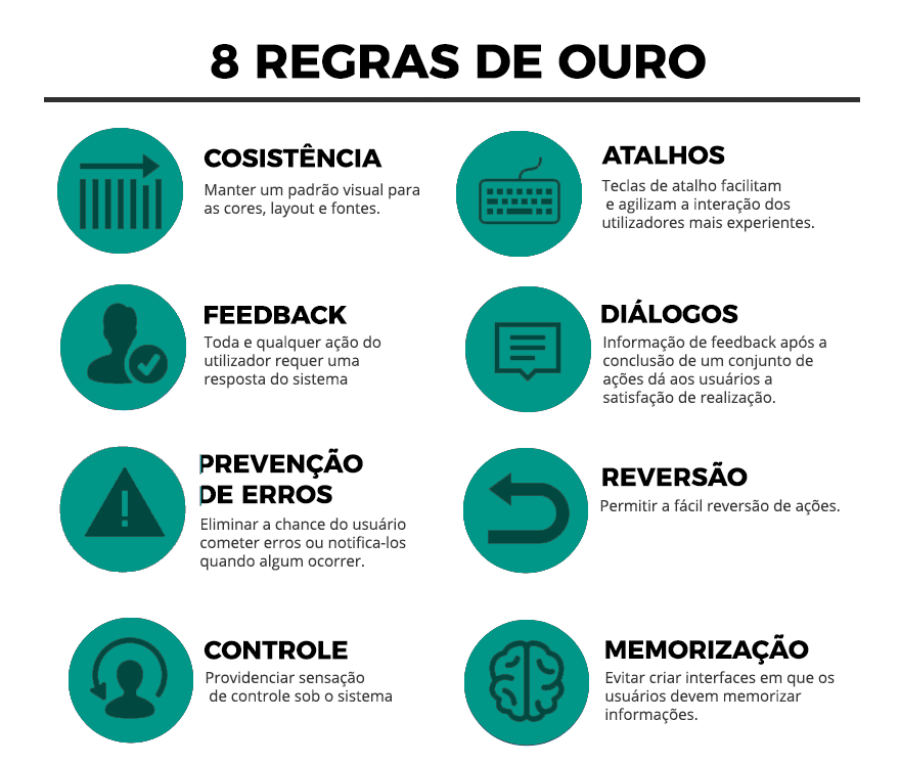 8 REGRAS DE OURO
COSISTÊNCIA
Manter um padrão visual para
as cores, layout e fontes.
ATALHOS
Teclas de atalho facilitam
e agilizam a interação dos
utilizadores mais experientes.
FEEDBACK
Toda e qualquer ação do
utilizador requer uma
resposta do sistema
DIÁLOGOS
Informação de feedback após a
conclusão de um conjunto de
ações dá aos usuários a
satisfação de realização.
PREVENÇÃO
DE ERROS
Eliminar a chance do usuário
cometer erros ou notifica-los
quando algum ocorrer.
REVERSÃO
Permitir a fácil reversão de ações.
CONTROLE
Providenciar sensação
de controle sob o sistema
MEMORIZAÇÃO
Evitar criar interfaces em que os
usuários devem memorizar
informações.